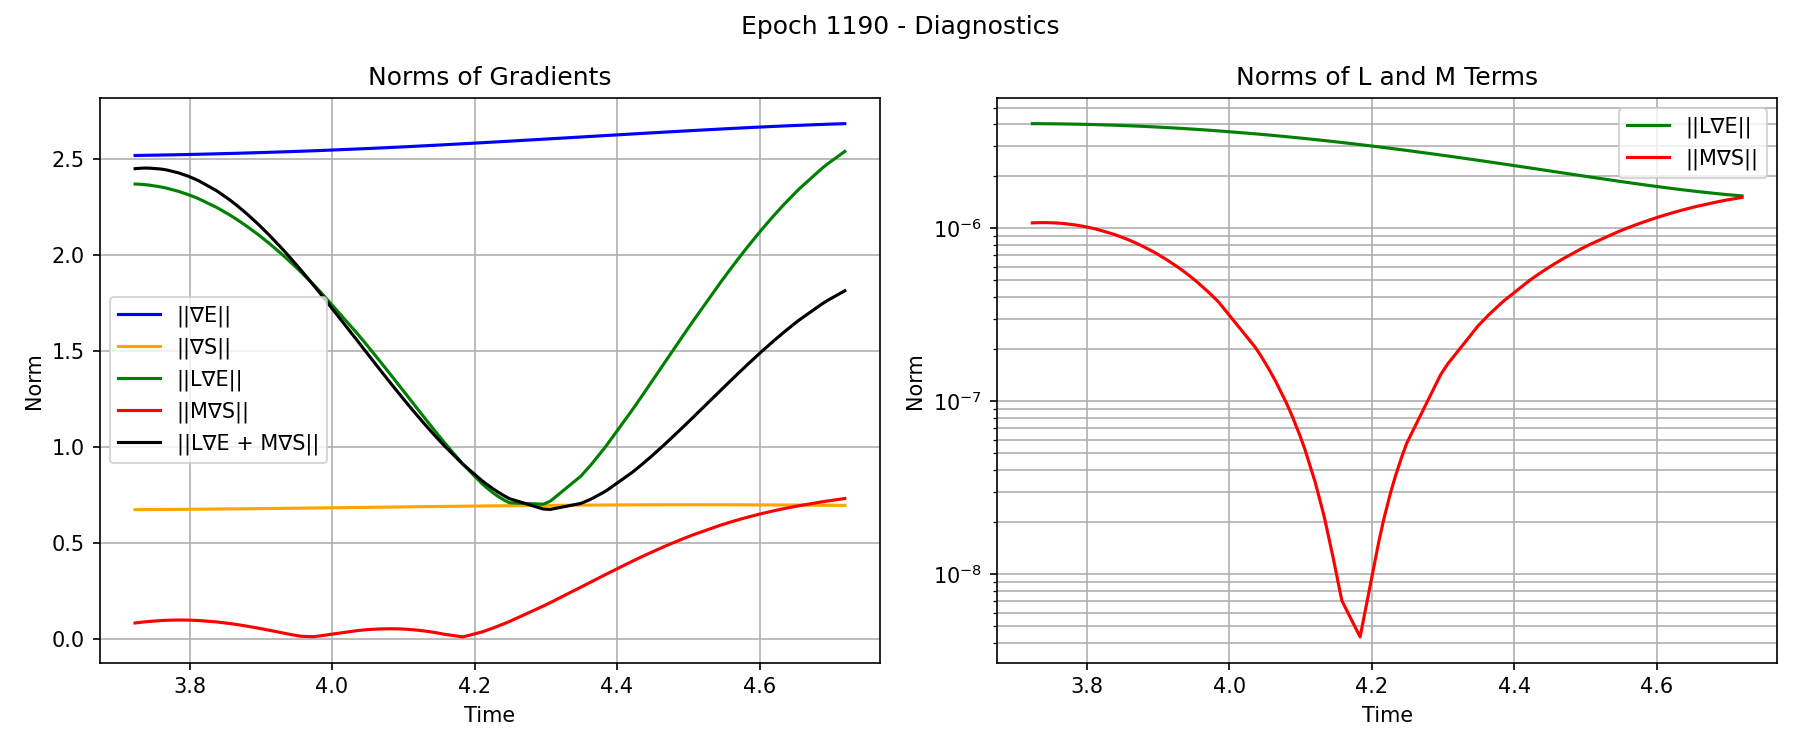 Epoch 1190 - Diagnostics
Norms of Gradients
Norm
2.5
2.0
1.5
1.0
0.5
0.0
||∇E||
||∇S||
||L∇E||
||M∇S||
||L∇E + M∇S||
3.8 4.0 4.2 4.4 4.6
Time
Norms of L and M Terms
Norm
10⁻⁶
10⁻⁷
10⁻⁸
||L∇E||
||M∇S||
3.8 4.0 4.2 4.4 4.6
Time